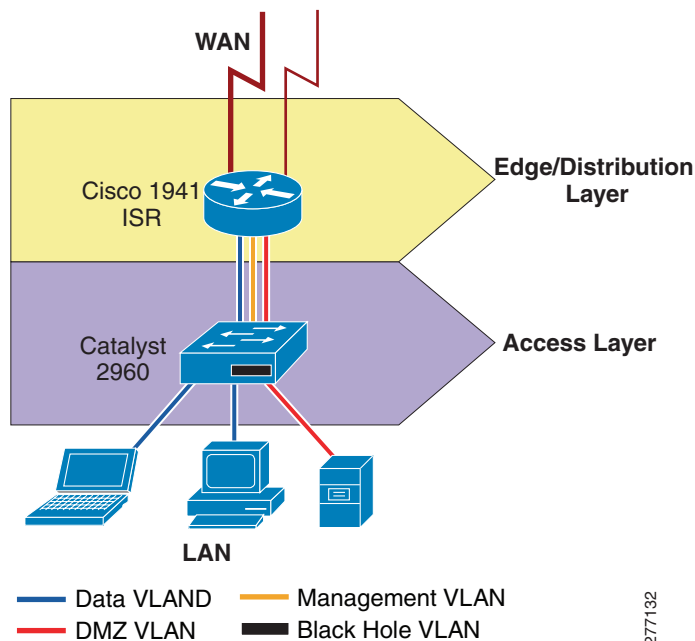 WAN
Edge/Distribution
Layer
Cisco 1941
ISR
Catalyst
2960
Access Layer
LAN
Data VLAND
Management VLAN
DMZ VLAN
Black Hole VLAN
277132